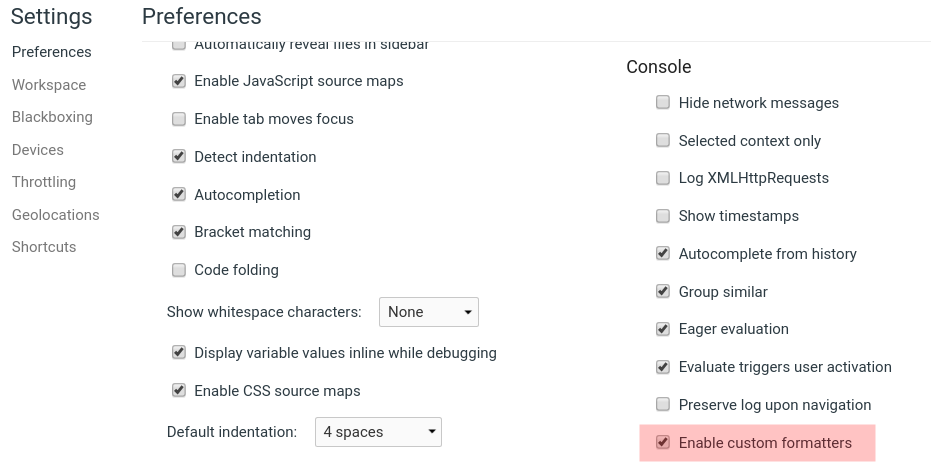 Settings
Preferences
Workspace
Blackboxing
Devices
Throttling
Geolocations
Shortcuts
Preferences
Automatically reveal files in sidebar
Enable JavaScript source maps
Enable tab moves focus
Detect indentation
Autocompletion
Bracket matching
Code folding
Show whitespace characters: None
Display variable values inline while debugging
Enable CSS source maps
Default indentation: 4 spaces
Console
Hide network messages
Selected context only
Log XMLHttpRequests
Show timestamps
Autocomplete from history
Group similar
Eager evaluation
Evaluate triggers user activation
Preserve log upon navigation
Enable custom formatters